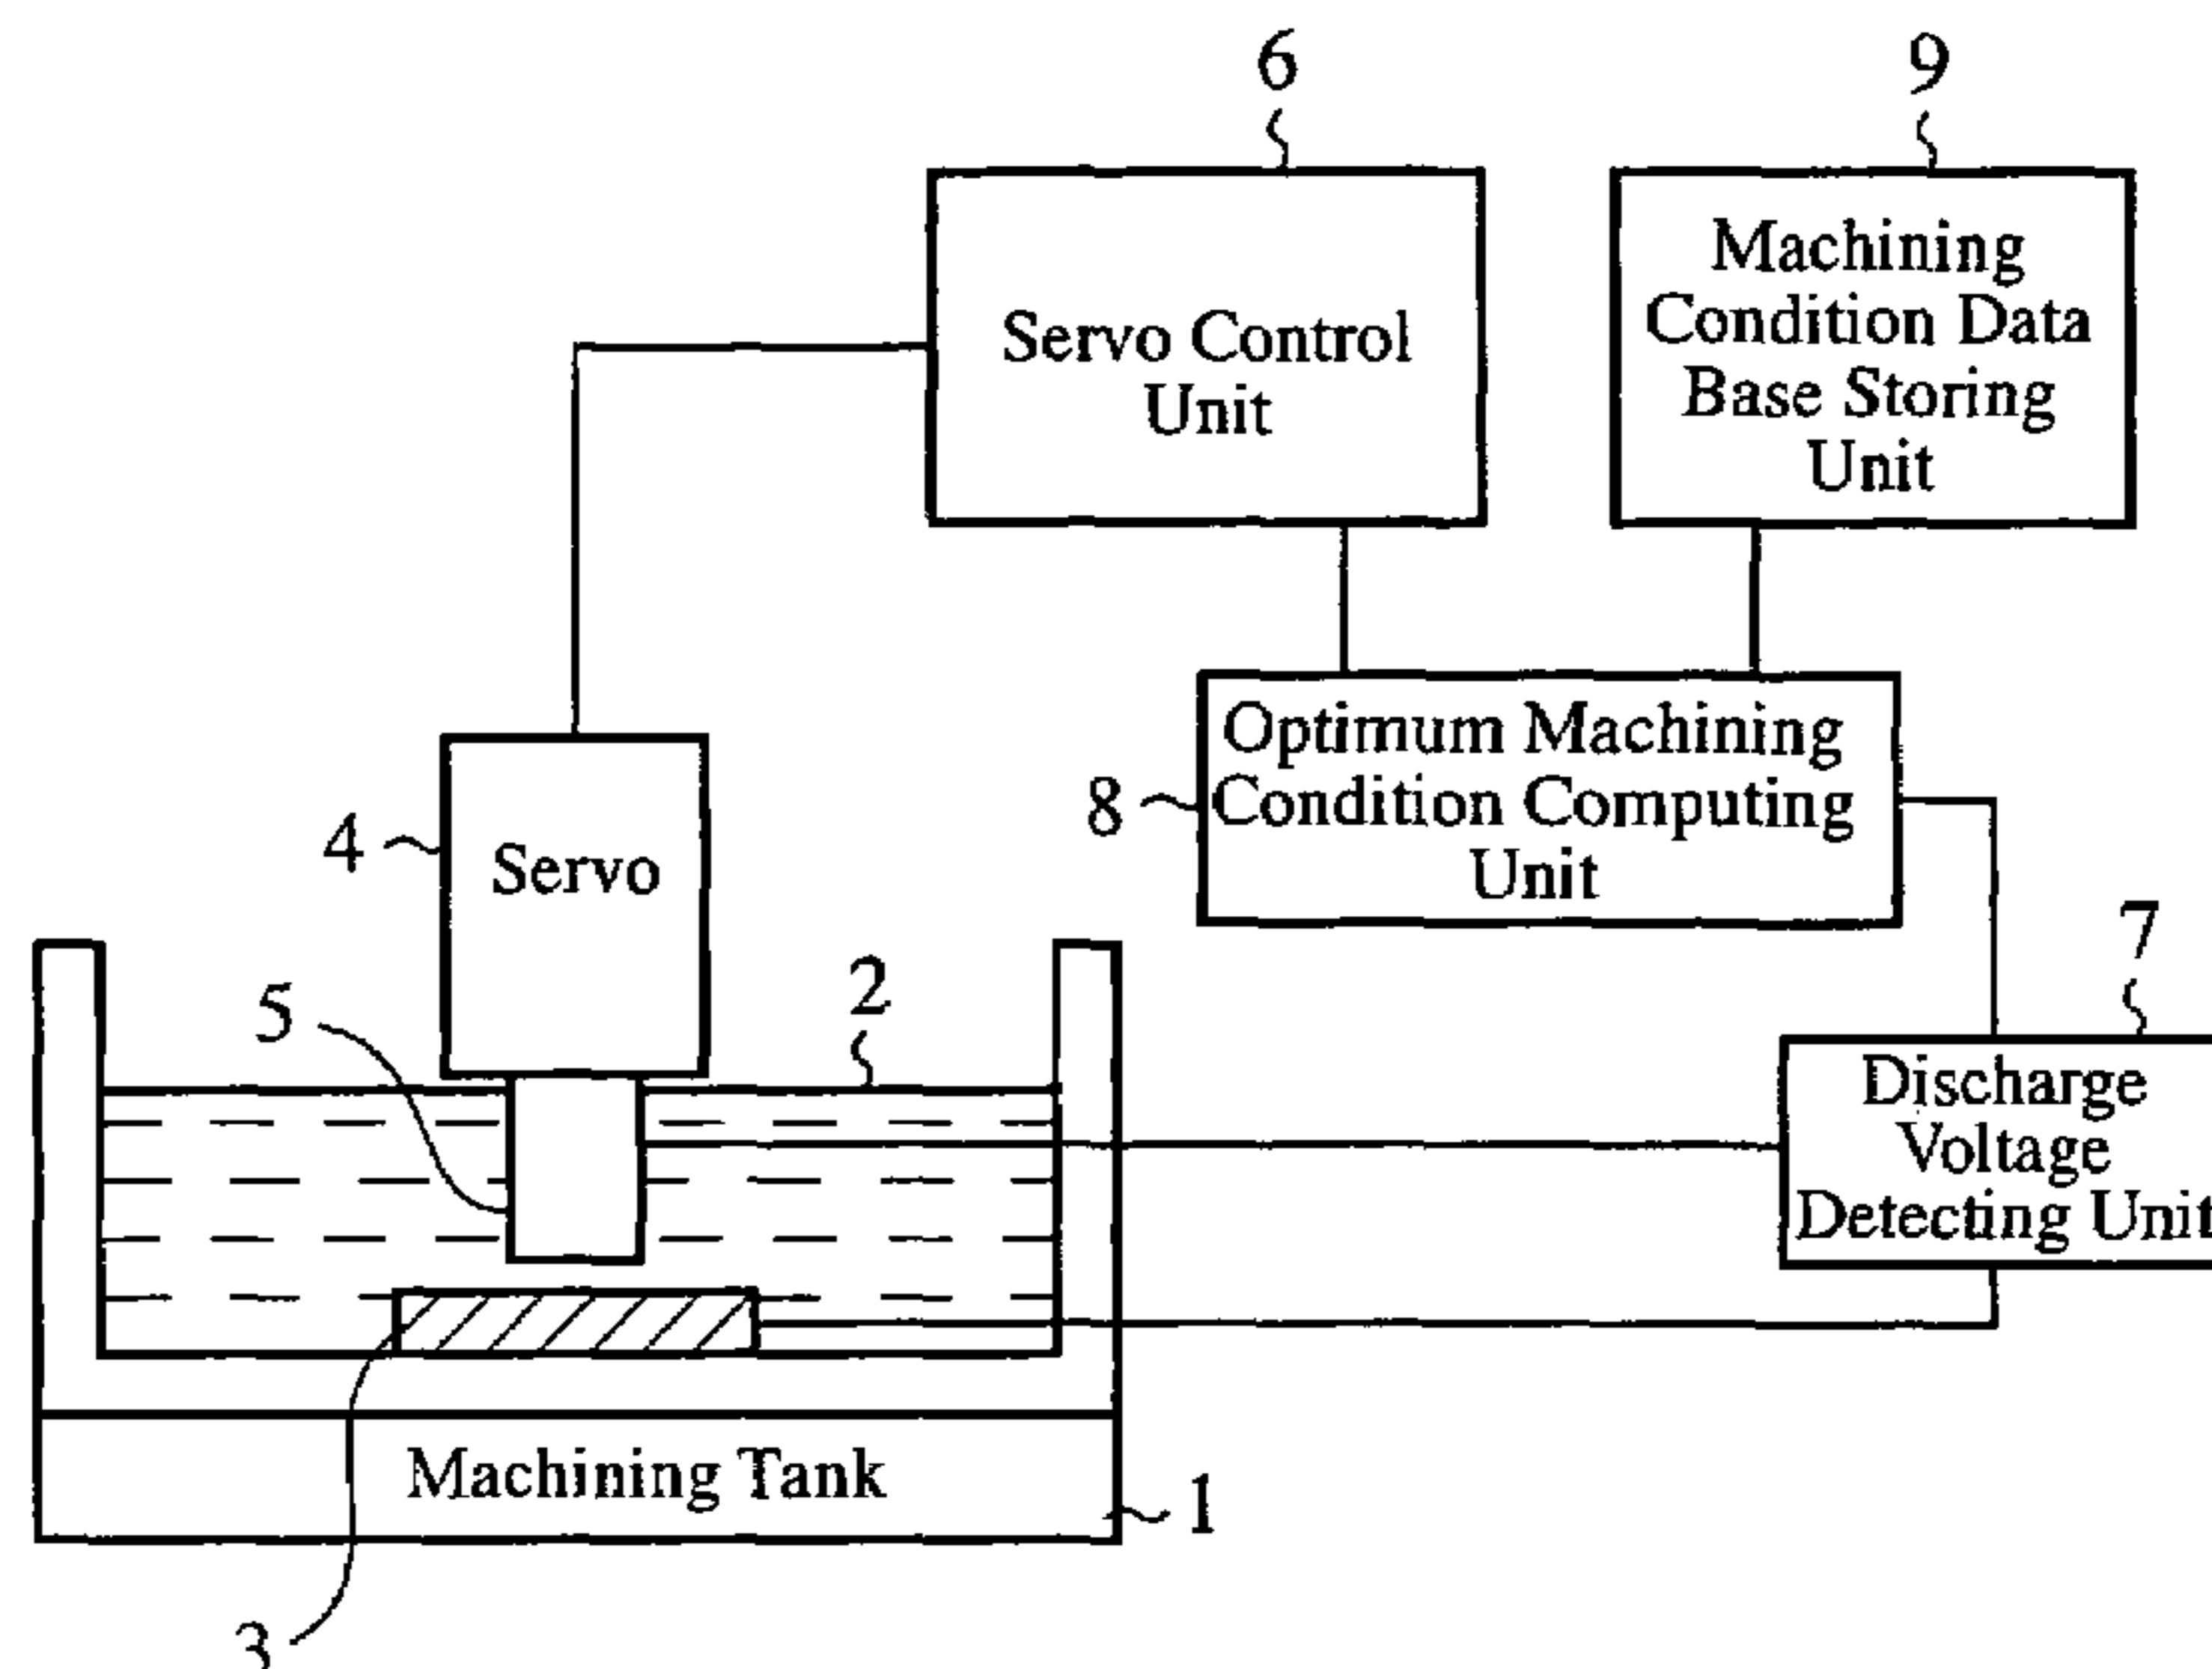 6
9
Servo Control
Unit
Machining
Condition Data
Base Storing
Unit
Optimum Machining
Condition Computing
Unit
8
4
Servo
7
2
5
Discharge
Voltage
Detecting Unit
Machining Tank
1
3